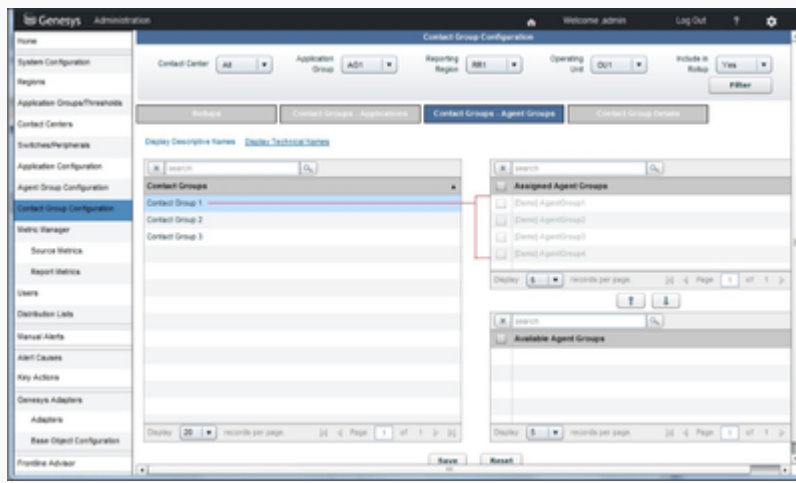 Genesys Administration Welcome ,admin Log Out ?
Contact Group Configuration
Home
System Configuration
Regions
Application Groups/Thresholds
Contact Centers
Switches/Peripherals
Application Configuration
Agent Group Configuration
Contact Group Configuration
Metric Manager
Source Metrics
Report Metrics
Users
Distribution Lists
Manual Alerts
Alert Causes
Key Actions
Genesys Adapters
Adapters
Base Object Configuration
Frontline Advisor
Contact Center All
Application Group AG1
Reporting Region RR1
Operating Unit OU1
Include in Rollup Yes
Filter
Rollups Contact Groups - Applications Contact Groups - Agent Groups Contact Group Details
Display Descriptive Names Display Technical Names
search
Contact Groups
Contact Group 1
Contact Group 2
Contact Group 3
Display 20 records per page. Page 1 of 1
search
Assigned Agent Groups
[Demo] AgentGroup1
[Demo] AgentGroup2
[Demo] AgentGroup3
[Demo] AgentGroup4
Display 5 records per page. Page 1 of 1
search
Available Agent Groups
Display 5 records per page. Page 1 of 1
Save Reset